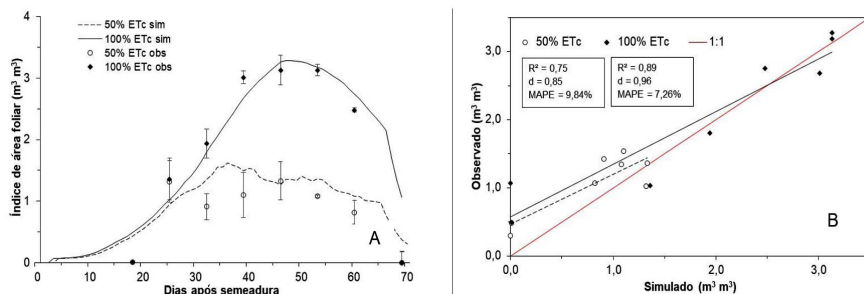 50% ETc sim
100% ETc sim
50% ETc obs
100% ETc obs
Índice de área foliar (m³ m³)
4
3
2
1
0
0 10 20 30 40 50 60 70
Dias após semeadura
A
50% ETc 100% ETc 1:1
R² = 0,75
d = 0,85
MAPE = 9,84%
R² = 0,89
d = 0,96
MAPE = 7,26%
Observado (m³ m³)
3,0
2,0
1,0
0,0
0,0 1,0 2,0 3,0
Simulado (m³ m³)
B